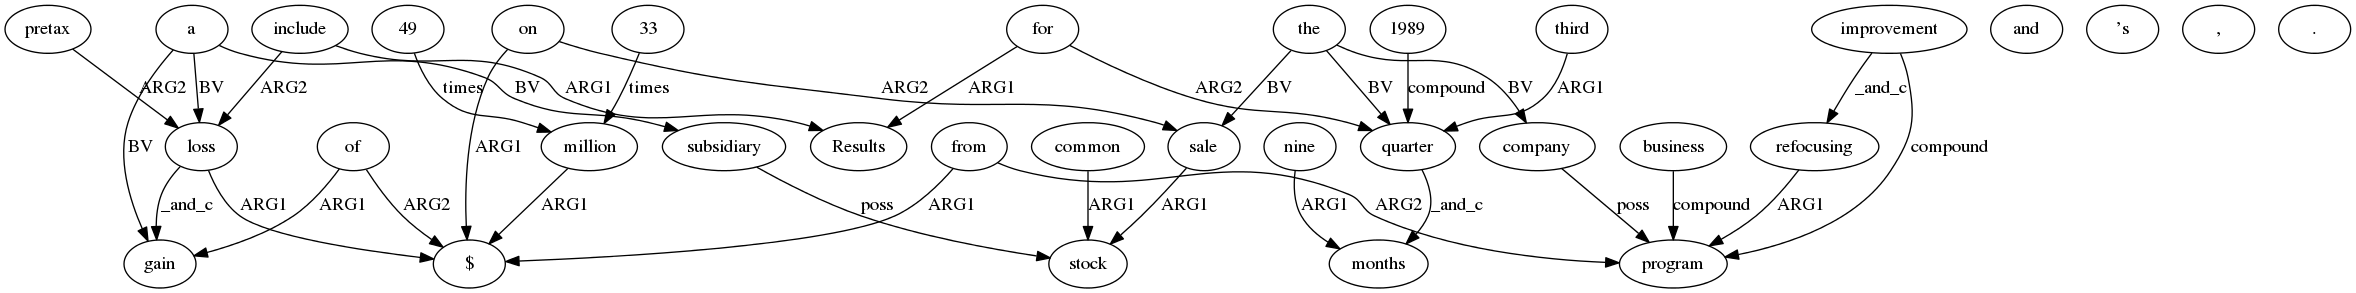 pretax a include 49 on 33 for the 1989 third improvement and 's , .
ARG2 BV ARG2 times BV ARG1 times ARG2 ARG1 ARG2 BV BV compound BV ARG1 _and_c
loss of million subsidiary Results from common sale nine quarter company business refocusing
BV ARG1 compound
BV _and_c ARG1 ARG1 ARG2 ARG1 poss ARG1 ARG1 ARG1 ARG1 ARG2 _and_c poss compound ARG1
gain $ stock months program